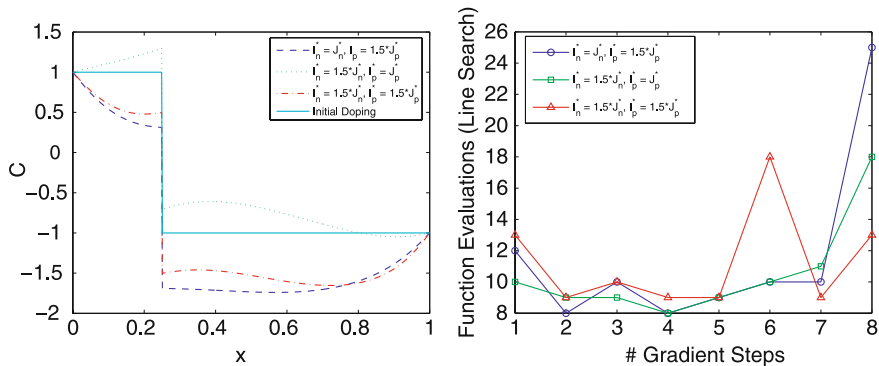 1.5
1
0.5
0
−0.5
−1
−1.5
−2
C
0
0.2
0.4
0.6
0.8
1
x
I*n = J*n, I*p = 1.5*J*p
I*n = 1.5*J*n, I*p = J*p
I*n = 1.5*J*n, I*p = 1.5*J*p
Initial Doping
26
24
22
20
18
16
14
12
10
8
Function Evaluations (Line Search)
1
2
3
4
5
6
7
8
# Gradient Steps
I*n = J*n, I*p = 1.5*J*p
I*n = 1.5*J*n, I*p = J*p
I*n = 1.5*J*n, I*p = 1.5*J*p